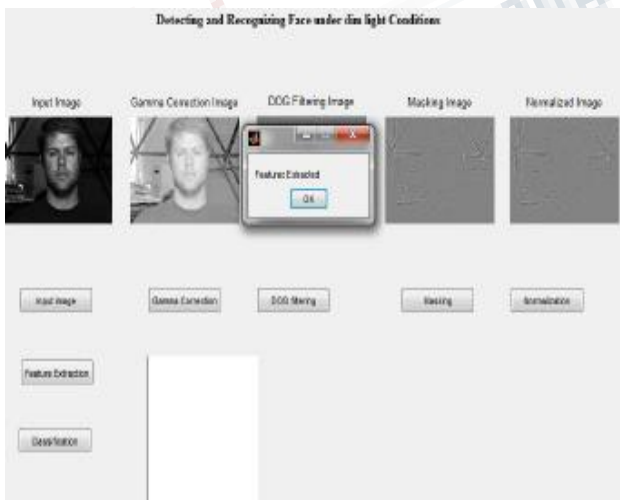 Detecting and Recognizing Face under dim light Conditions
Input Image
Gamma Correction Image
DOG Filtering Image
Masking Image
Normalized Image
Features Extracted
OK
Input Image
Gamma Correction
DOG filtering
Masking
Normalization
Feature Extraction
Classification